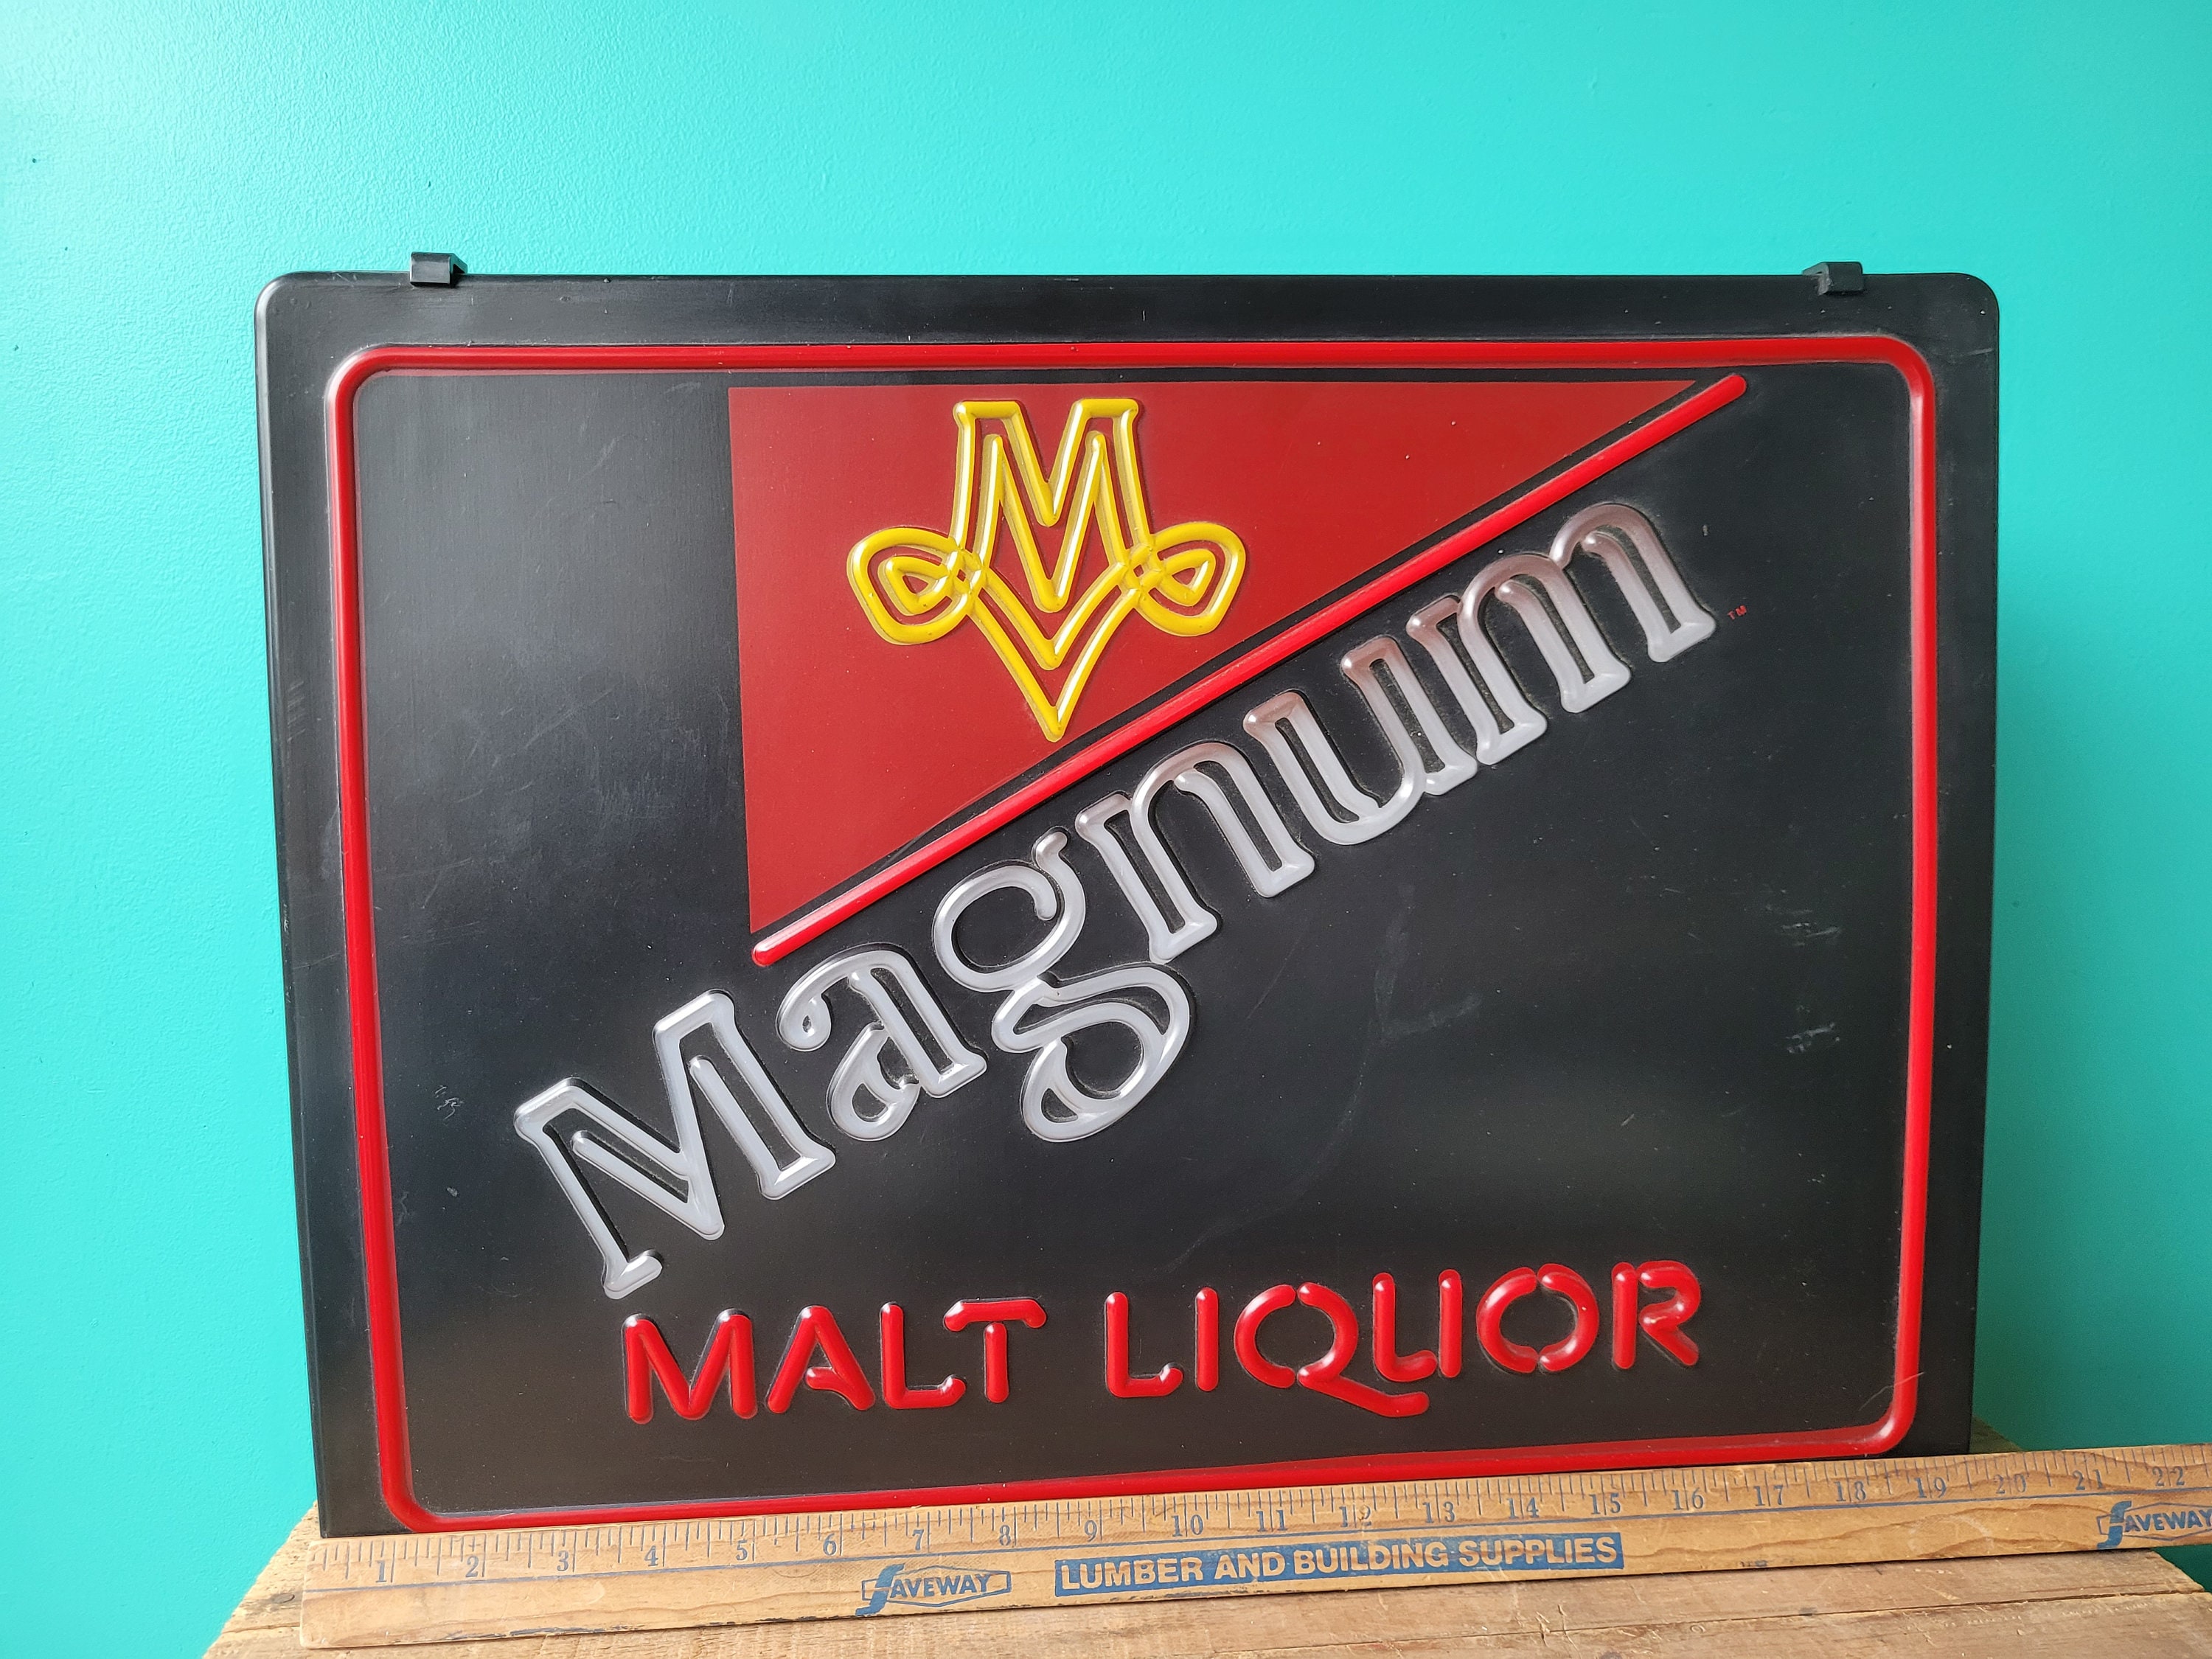 M
Magnum™
MALT LIQUOR
1 2 3 4 5 6 7 8 9 10 11 12 13 14 15 16 17 18 19 20 21 22
SAVEWAY LUMBER AND BUILDING SUPPLIES SAVEWAY